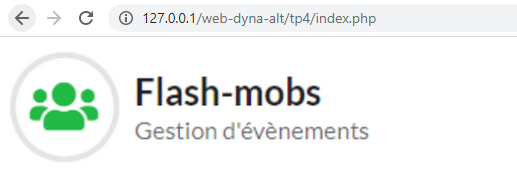 127.0.0.1/web-dyna-alt/tp4/index.php
Flash-mobs
Gestion d'évènements